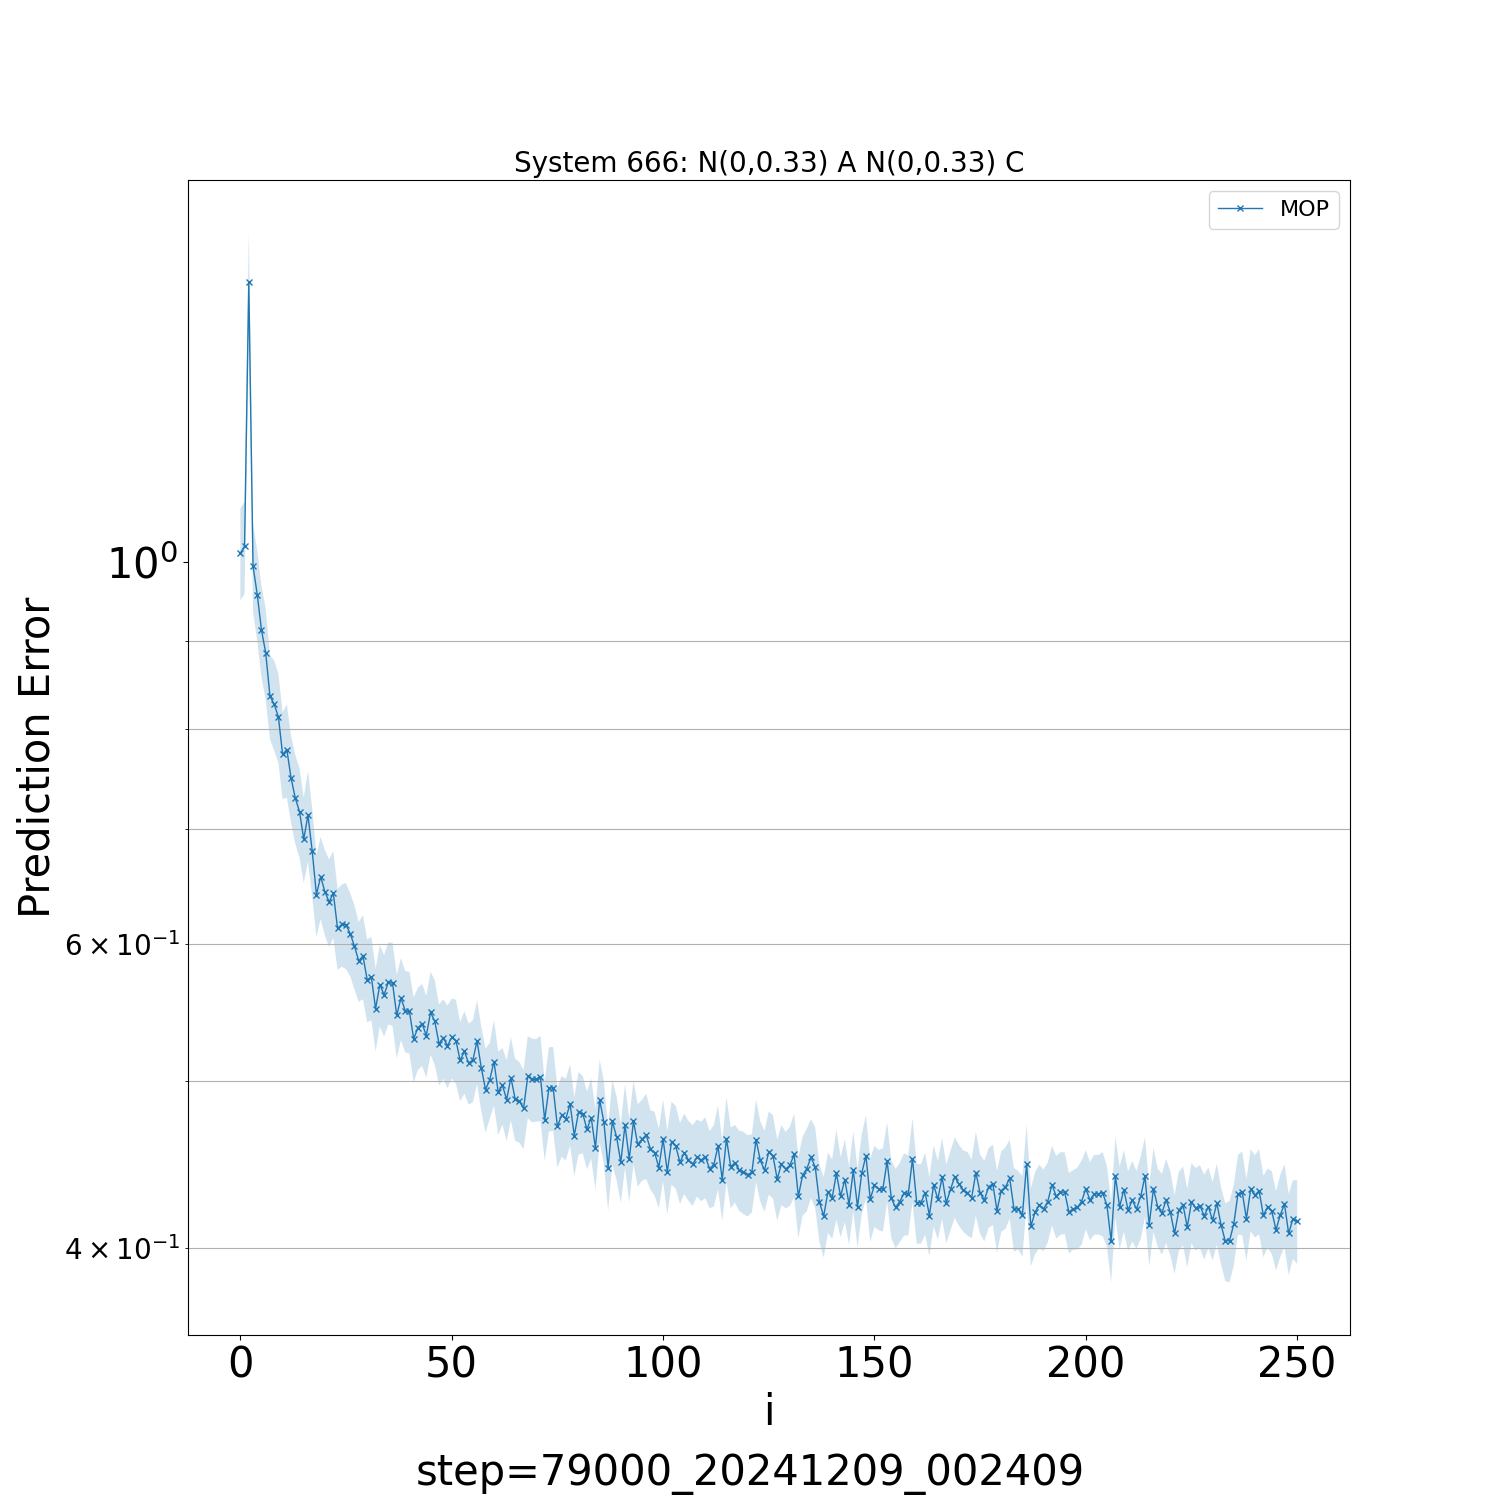 System 666: N(0,0.33) A N(0,0.33) C
MOP
10⁰
6 × 10⁻¹
4 × 10⁻¹
Prediction Error
0 50 100 150 200 250
i
step=79000_20241209_002409